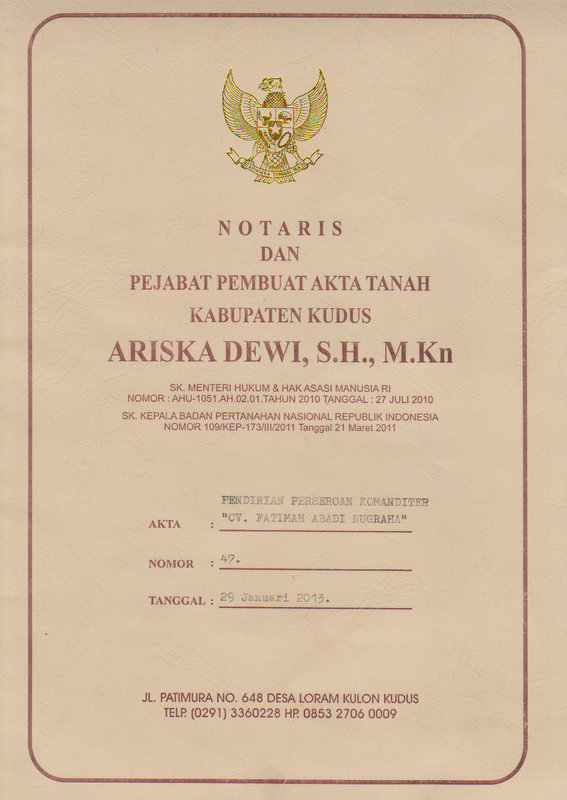 NOTARIS
DAN
PEJABAT PEMBUAT AKTA TANAH
KABUPATEN KUDUS
ARISKA DEWI, S.H., M.Kn
SK. MENTERI HUKUM & HAK ASASI MANUSIA RI
NOMOR : AHU-1051.AH.02.01.TAHUN 2010 TANGGAL : 27 JULI 2010
SK. KEPALA BADAN PERTANAHAN NASIONAL REPUBLIK INDONESIA
NOMOR 109/KEP-173/III/2011 Tanggal 21 Maret 2011
PENDIRIAN PERSEROAN KOMANDITER
AKTA : "CV. FATIMAH ABADI NUGRAHA"
NOMOR : 47.
TANGGAL : 29 Januari 2013.
JL. PATIMURA NO. 648 DESA LORAM KULON KUDUS
TELP. (0291) 3360228 HP. 0853 2706 0009